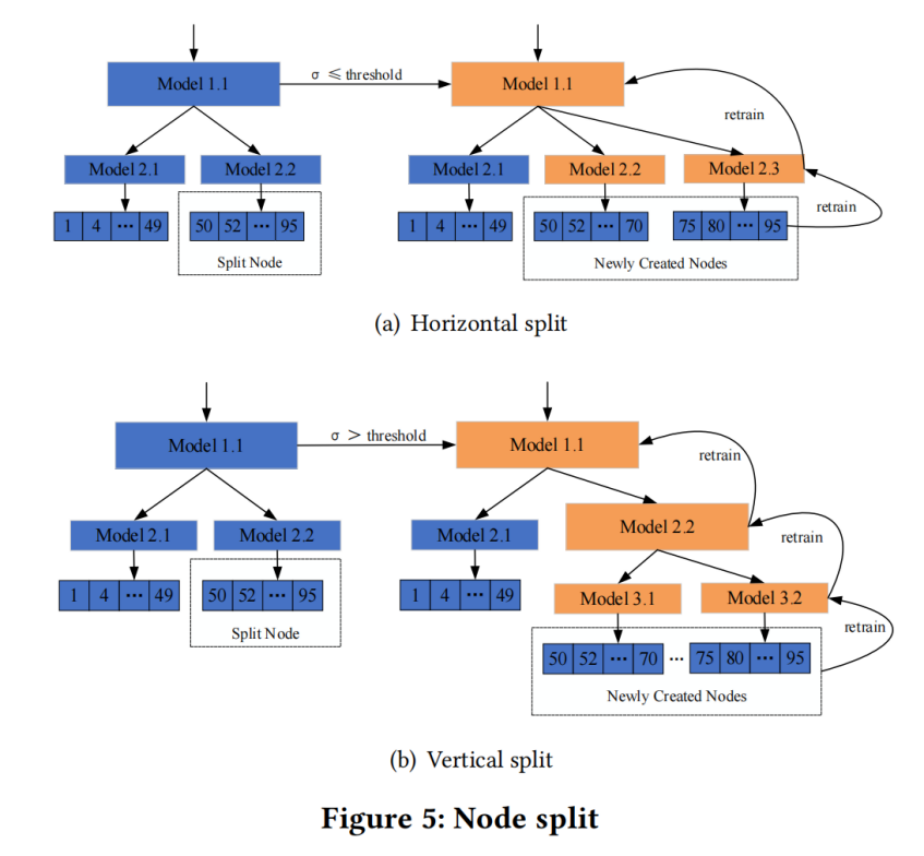 Model 1.1
σ ⩽ threshold
Model 1.1
retrain
Model 2.1
Model 2.2
Model 2.1
Model 2.2
Model 2.3
retrain
1 4 ··· 49
50 52 ··· 95
1 4 ··· 49
50 52 ··· 70
75 80 ··· 95
Split Node
Newly Created Nodes
(a) Horizontal split
Model 1.1
σ > threshold
Model 1.1
retrain
Model 2.1
Model 2.2
Model 2.1
Model 2.2
retrain
1 4 ··· 49
50 52 ··· 95
1 4 ··· 49
Model 3.1
Model 3.2
retrain
Split Node
50 52 ··· 70 ··· 75 80 ··· 95
Newly Created Nodes
(b) Vertical split
Figure 5: Node split